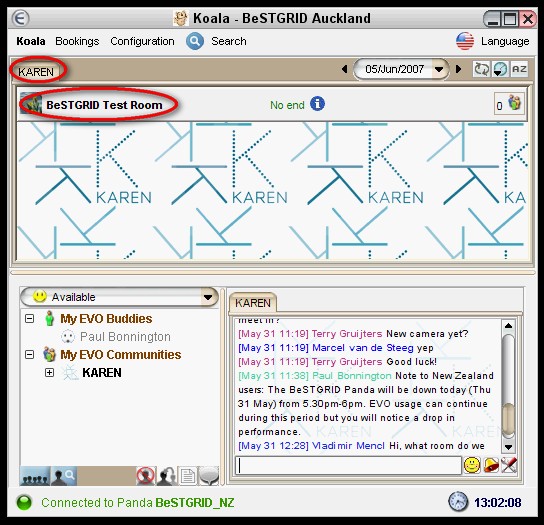 Koala - BeSTGRID Auckland
Koala Bookings Configuration Search Language
KAREN 05/Jun/2007 AZ
BeSTGRID Test Room No end i 0
KAREN KAREN KAREN
Available
My EVO Buddies
Paul Bonnington
My EVO Communities
KAREN
KAREN
meet in?
[May 31 11:19] Terry Gruijters New camera yet?
[May 31 11:19] Marcel van de Steeg yep
[May 31 11:19] Terry Gruijters Good luck!
[May 31 11:38] Paul Bonnington Note to New Zealand
users: The BeSTGRID Panda will be down today (Thu
31 May) from 5.30pm-6pm. EVO usage can continue
during this period but you will notice a drop in
performance.
[May 31 12:28] Vladimir Mencl Hi, what room do we
Connected to Panda BeSTGRID_NZ 13:02:08